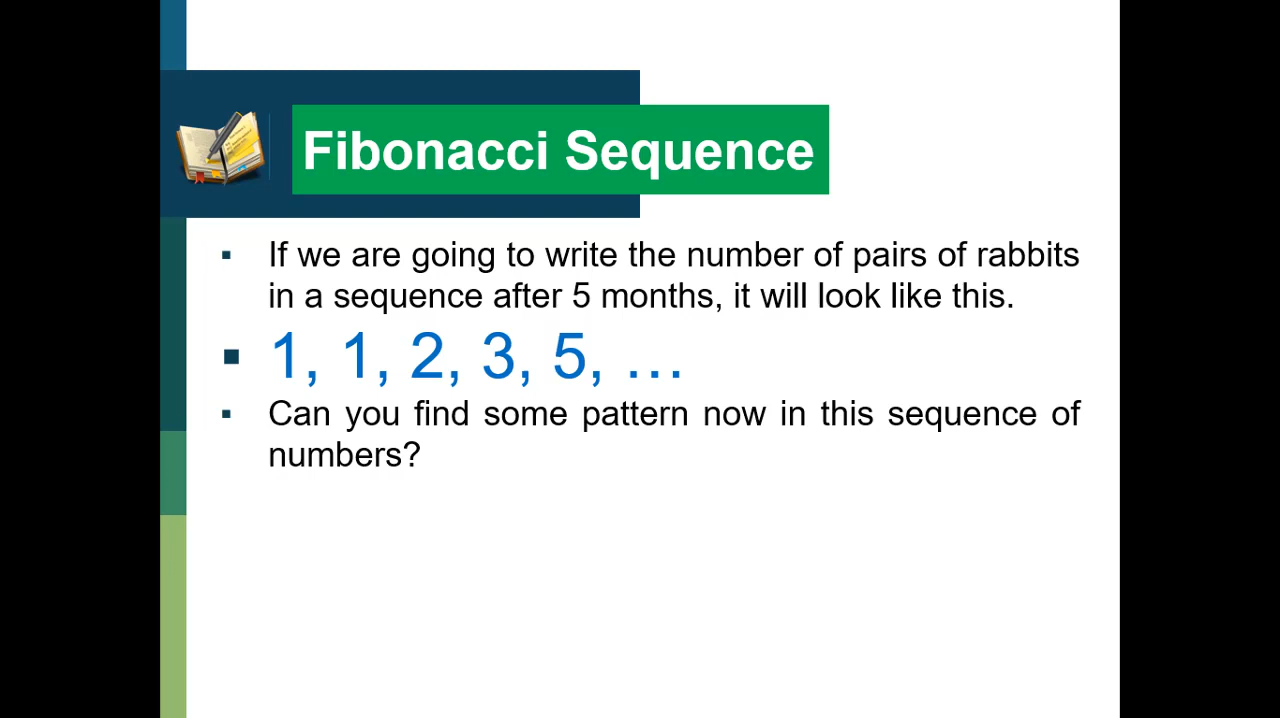 Fibonacci Sequence
▪ If we are going to write the number of pairs of rabbits
in a sequence after 5 months, it will look like this.
▪ 1, 1, 2, 3, 5, …
▪ Can you find some pattern now in this sequence of
numbers?